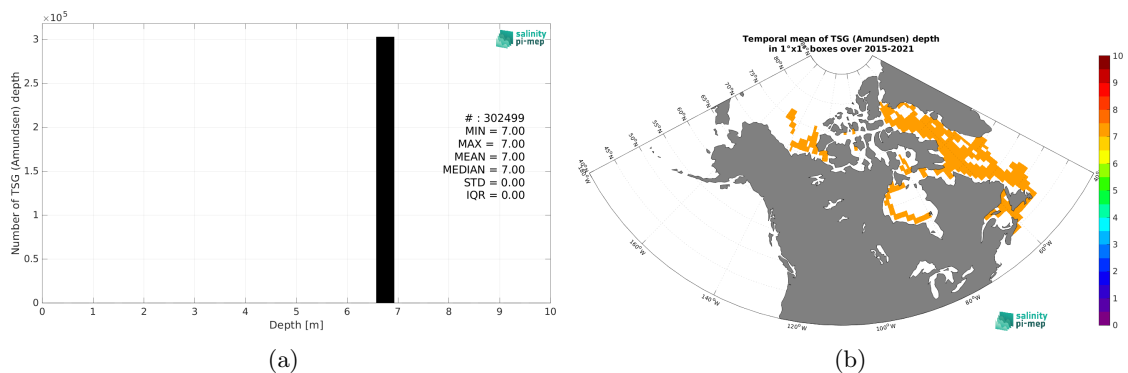 ×10⁵
3
2.5
2
1.5
1
0.5
0
0 1 2 3 4 5 6 7 8 9 10
Number of TSG (Amundsen) depth
Depth [m]
salinity
pi-mep
# : 302499
MIN = 7.00
MAX = 7.00
MEAN = 7.00
MEDIAN = 7.00
STD = 0.00
IQR = 0.00
(a)
Temporal mean of TSG (Amundsen) depth
in 1°x1° boxes over 2015-2021
80°N
75°N
70°N
65°N
60°N
55°N
50°N
45°N
160°W
140°W
120°W
100°W
80°W
60°W
10
9
8
7
6
5
4
3
2
1
0
salinity
pi-mep
(b)